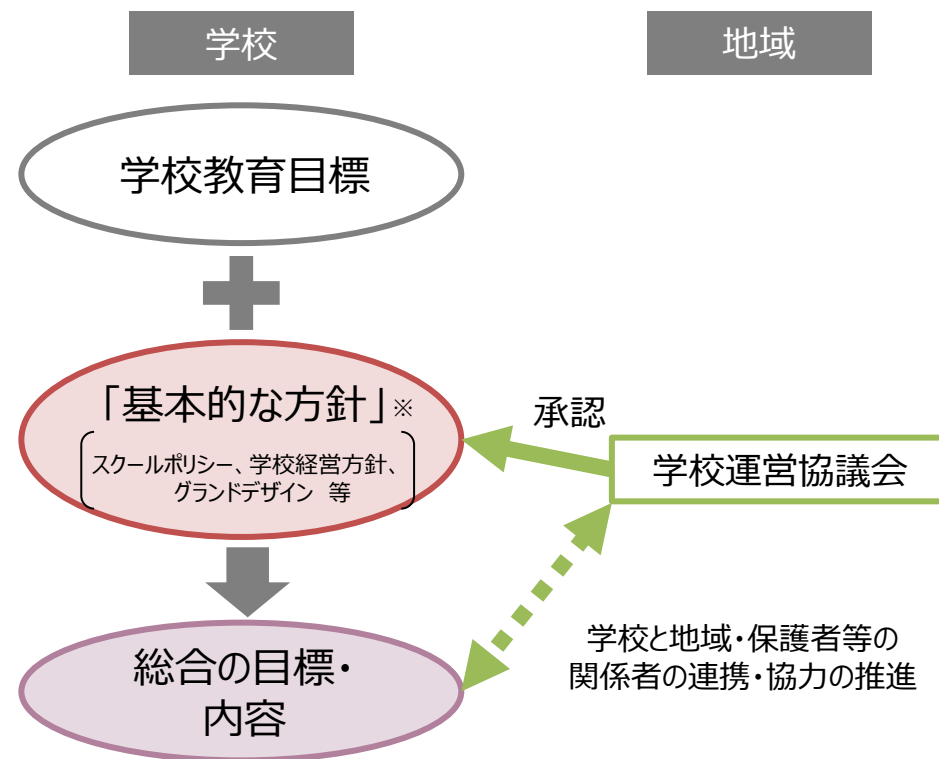 学校
地域
学校教育目標
「基本的な方針」※
スクールポリシー、学校経営方針、
グランドデザイン 等
承認
学校運営協議会
総合の目標・
内容
学校と地域・保護者等の
関係者の連携・協力の推進